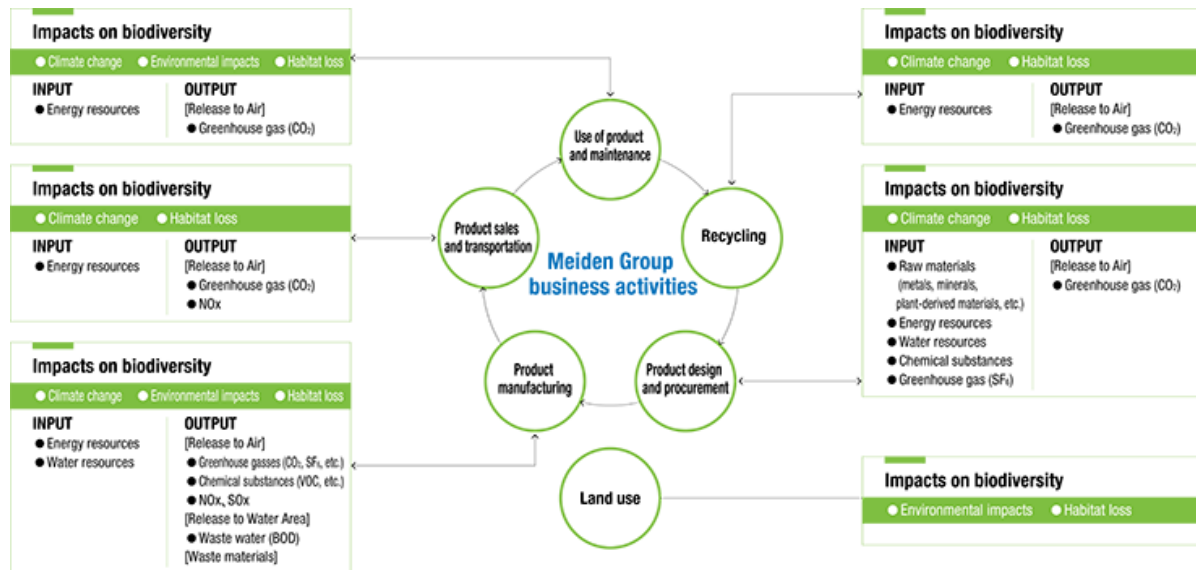 Impacts on biodiversity
Climate change Environmental impacts Habitat loss
INPUT
Energy resources
OUTPUT
[Release to Air]
Greenhouse gas (CO₂)
Impacts on biodiversity
Climate change Habitat loss
INPUT
Energy resources
OUTPUT
[Release to Air]
Greenhouse gas (CO₂)
NOx
Impacts on biodiversity
Climate change Environmental impacts Habitat loss
INPUT
Energy resources
Water resources
OUTPUT
[Release to Air]
Greenhouse gasses (CO₂, SF₆, etc.)
Chemical substances (VOC, etc.)
NOx, SOx
[Release to Water Area]
Waste water (BOD)
[Waste materials]
Use of product
and maintenance
Product sales
and transportation
Recycling
Meiden Group
business activities
Product
manufacturing
Product design
and procurement
Land use
Impacts on biodiversity
Climate change Habitat loss
INPUT
Energy resources
OUTPUT
[Release to Air]
Greenhouse gas (CO₂)
Impacts on biodiversity
Climate change Habitat loss
INPUT
Raw materials
(metals, minerals,
plant-derived materials, etc.)
Energy resources
Water resources
Chemical substances
Greenhouse gas (SF₆)
OUTPUT
[Release to Air]
Greenhouse gas (CO₂)
Impacts on biodiversity
Environmental impacts Habitat loss